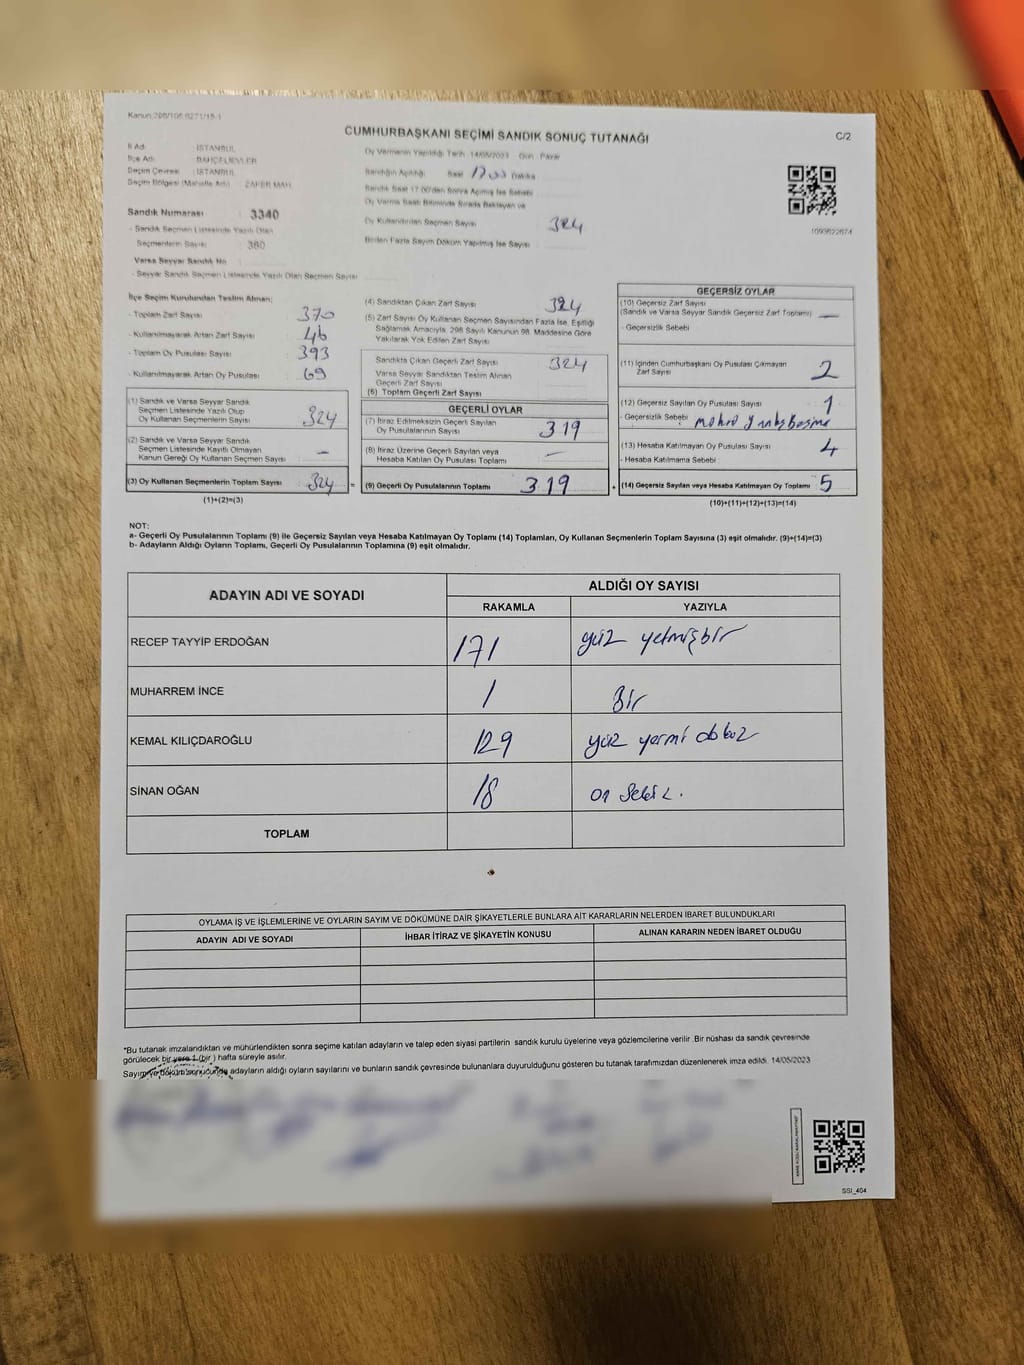 Kanun 298/106 6271/15-1
CUMHURBAŞKANI SEÇİMİ SANDIK SONUÇ TUTANAĞI
C/2
İl Adı : İSTANBUL
İlçe Adı : BAHÇELİEVLER
Seçim Çevresi : İSTANBUL
Seçim Bölgesi (Mahalle Adı) : ZAFER MAH.
Sandık Numarası : 3340
- Sandık Seçmen Listesinde Yazılı Olan
Seçmenlerin Sayısı : 360
Varsa Seyyar Sandık No
- Seyyar Sandık Seçmen Listesinde Yazılı Olan Seçmen Sayısı
Oy Vermenin Yapıldığı Tarih 14/05/2023 Gün : Pazar
Sandığın Açıldığı Saat 17:00 Dakika
Sandık Saat 17.00'den Sonra Açılmış İse Sebebi
Oy Verme Saati Bitiminde Sırada Bekleyen ve
Oy Kullandırılan Seçmen Sayısı 324
Birden Fazla Sayım Döküm Yapılmış İse Sayısı
1093622674
İlçe Seçim Kurulundan Teslim Alınan:
- Toplam Zarf Sayısı 370
- Kullanılmayarak Artan Zarf Sayısı 46
- Toplam Oy Pusulası Sayısı 393
- Kullanılmayarak Artan Oy Pusulası 69
(1) Sandık ve Varsa Seyyar Sandık
Seçmen Listesinde Yazılı Olup
Oy Kullanan Seçmenlerin Sayısı 324
(2) Sandık ve Varsa Seyyar Sandık
Seçmen Listesinde Kayıtlı Olmayan
Kanun Gereği Oy Kullanan Seçmen Sayısı –
(3) Oy Kullanan Seçmenlerin Toplam Sayısı 324 =
(1)+(2)=(3)
(4) Sandıktan Çıkan Zarf Sayısı 324
(5) Zarf Sayısı Oy Kullanan Seçmen Sayısından Fazla İse, Eşitliği
Sağlamak Amacıyla, 298 Sayılı Kanunun 98. Maddesine Göre
Yakılarak Yok Edilen Zarf Sayısı
Sandıkta Çıkan Geçerli Zarf Sayısı 324
Varsa Seyyar Sandıktan Teslim Alınan
Geçerli Zarf Sayısı
(6) Toplam Geçerli Zarf Sayısı
GEÇERLİ OYLAR
(7) İtiraz Edilmeksizin Geçerli Sayılan
Oy Pusulalarının Sayısı 319
(8) İtiraz Üzerine Geçerli Sayılan veya
Hesaba Katılan Oy Pusulası Toplamı –
(9) Geçerli Oy Pusulalarının Toplamı 319 +
GEÇERSİZ OYLAR
(10) Geçersiz Zarf Sayısı
(Sandık ve Varsa Seyyar Sandık Geçersiz Zarf Toplamı) –
- Geçersizlik Sebebi
(11) İçinden Cumhurbaşkanı Oy Pusulası Çıkmayan
Zarf Sayısı 2
(12) Geçersiz Sayılan Oy Pusulası Sayısı 1
- Geçersizlik Sebebi
(13) Hesaba Katılmayan Oy Pusulası Sayısı 4
- Hesaba Katılmama Sebebi
(14) Geçersiz Sayılan veya Hesaba Katılmayan Oy Toplamı 5
(10)+(11)+(12)+(13)=(14)
NOT:
a- Geçerli Oy Pusulalarının Toplamı (9) ile Geçersiz Sayılan veya Hesaba Katılmayan Oy Toplamı (14) Toplamları, Oy Kullanan Seçmenlerin Toplam Sayısına (3) eşit olmalıdır. (9)+(14)=(3)
b- Adayların Aldığı Oyların Toplamı, Geçerli Oy Pusulalarının Toplamına (9) eşit olmalıdır.
ADAYIN ADI VE SOYADI
ALDIĞI OY SAYISI
RAKAMLA YAZIYLA
RECEP TAYYİP ERDOĞAN 171 yüz yetmişbir
MUHARREM İNCE 1 Bir
KEMAL KILIÇDAROĞLU 129 yüz yirmi dokuz
SİNAN OĞAN 18 on sekiz.
TOPLAM
OYLAMA İŞ VE İŞLEMLERİNE VE OYLARIN SAYIM VE DÖKÜMÜNE DAİR ŞİKAYETLERLE BUNLARA AİT KARARLARIN NELERDEN İBARET BULUNDUKLARI
ADAYIN ADI VE SOYADI İHBAR İTİRAZ VE ŞİKAYETİN KONUSU ALINAN KARARIN NEDEN İBARET OLDUĞU
*Bu tutanak imzalandıktan ve mühürlendikten sonra seçime katılan adayların ve talep eden siyasi partilerin sandık kurulu üyelerine veya gözlemcilerine verilir .Bir nüshası da sandık çevresinde
görülecek bir yere 1 (bir ) hafta süreyle asılır.
Sayım ve döküm sonucunda adayların aldığı oyların sayılarını ve bunların sandık çevresinde bulunanlara duyurulduğunu gösteren bu tutanak tarafımızdan düzenlenerek imza edildi. 14/05/2023
SSI_404